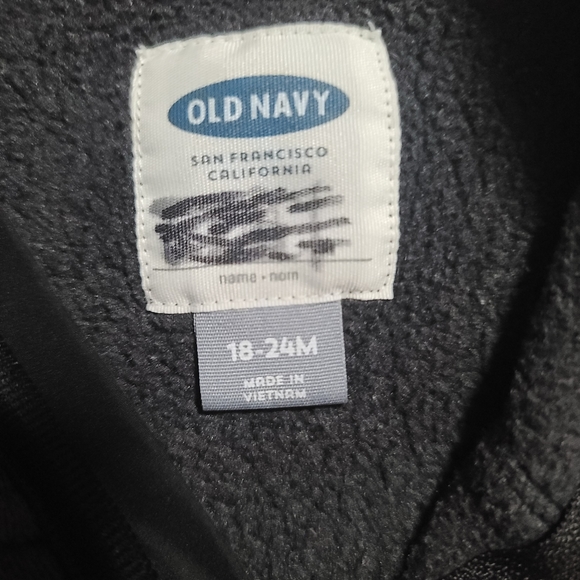 OLD NAVY
SAN FRANCISCO
CALIFORNIA
name • nom
18-24M
MADE IN
VIETNAM